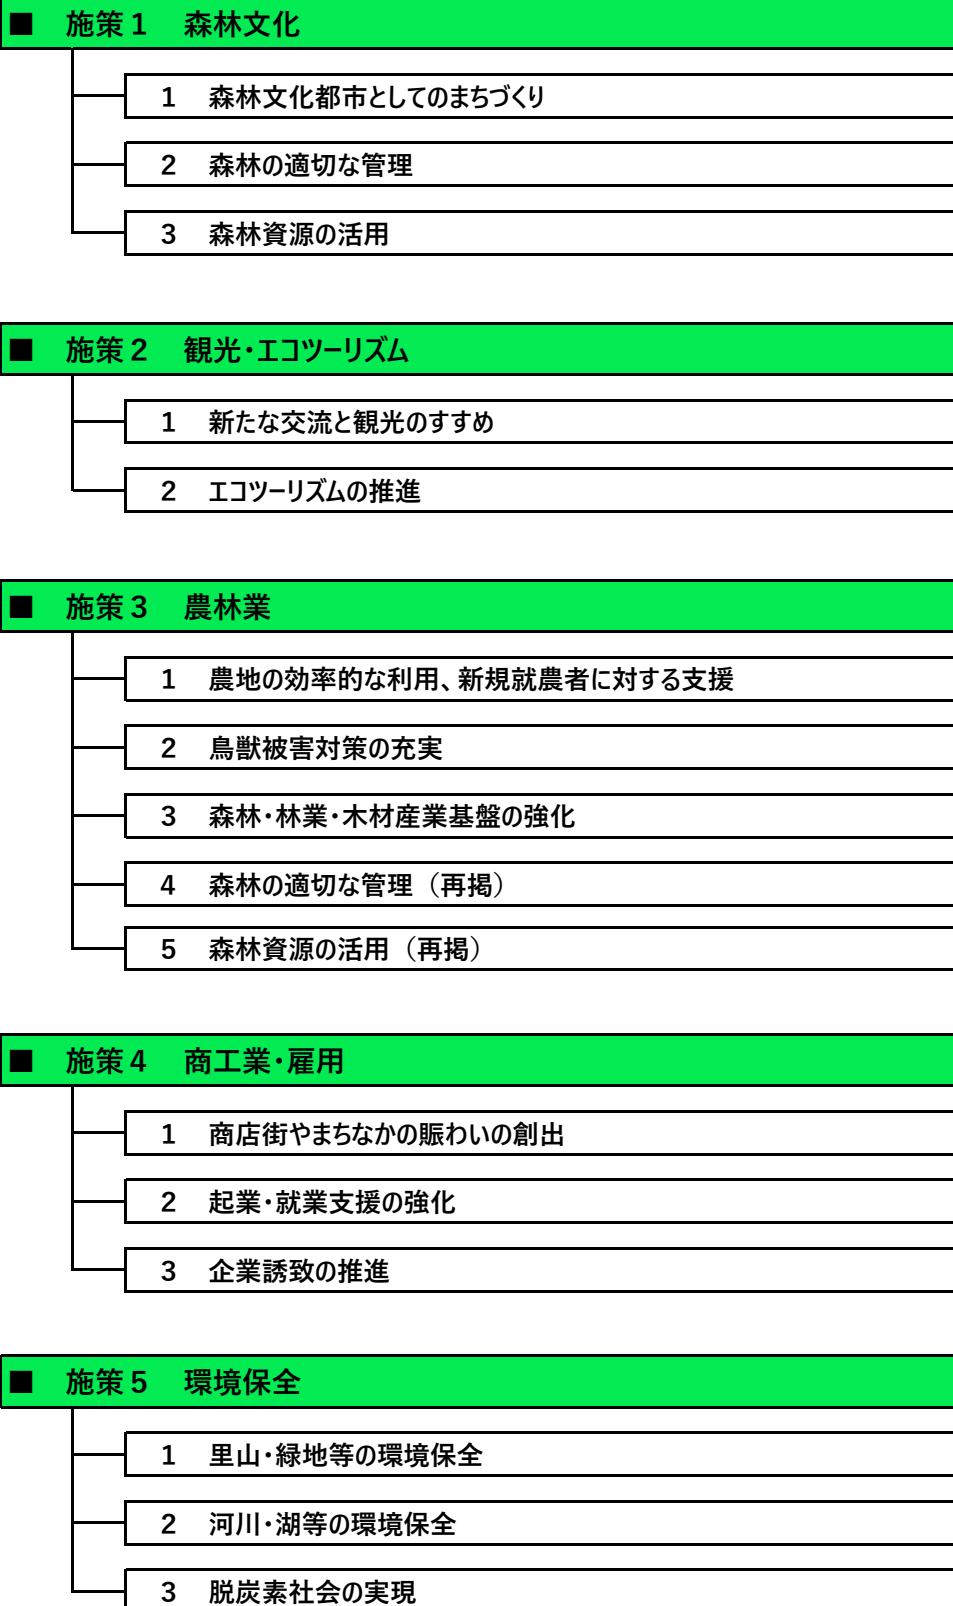 ■ 施策1 森林文化
1 森林文化都市としてのまちづくり
2 森林の適切な管理
3 森林資源の活用
■ 施策2 観光・エコツーリズム
1 新たな交流と観光のすすめ
2 エコツーリズムの推進
■ 施策3 農林業
1 農地の効率的な利用、新規就農者に対する支援
2 鳥獣被害対策の充実
3 森林・林業・木材産業基盤の強化
4 森林の適切な管理（再掲）
5 森林資源の活用（再掲）
■ 施策4 商工業・雇用
1 商店街やまちなかの賑わいの創出
2 起業・就業支援の強化
3 企業誘致の推進
■ 施策5 環境保全
1 里山・緑地等の環境保全
2 河川・湖等の環境保全
3 脱炭素社会の実現